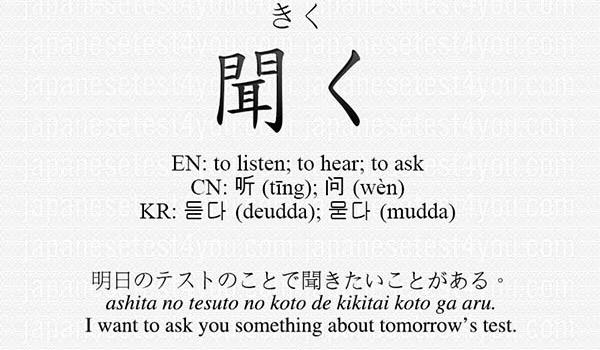 きく
聞く
EN: to listen; to hear; to ask
CN: 听 (tīng); 问 (wèn)
KR: 듣다 (deudda); 묻다 (mudda)
明日のテストのことで聞きたいことがある。
ashita no tesuto no koto de kikitai koto ga aru.
I want to ask you something about tomorrow’s test.